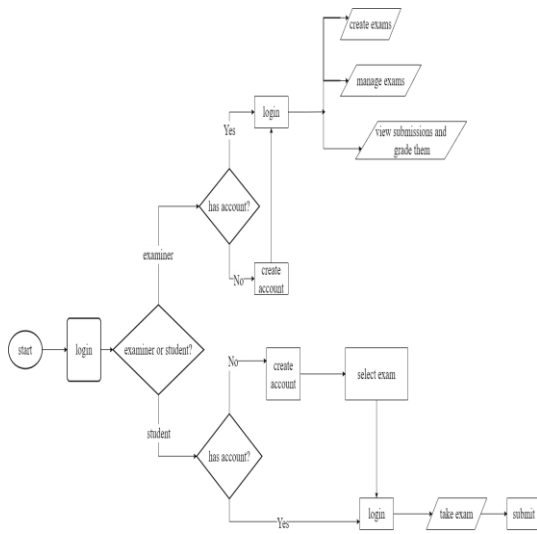 create exams
manage exams
login
Yes
view submissions and
grade them
has account?
examiner
No
create
account
start
login
examiner or student?
No
create
account
select exam
student
has account?
Yes
login
take exam
submit